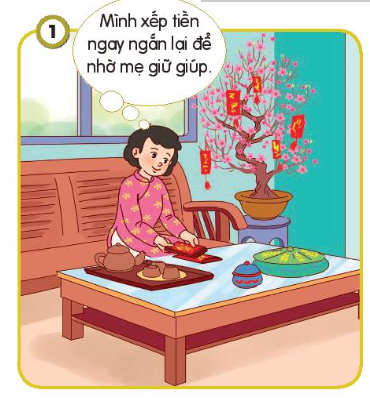 1
Mình xếp tiền
ngay ngắn lại để
nhờ mẹ giữ giúp.